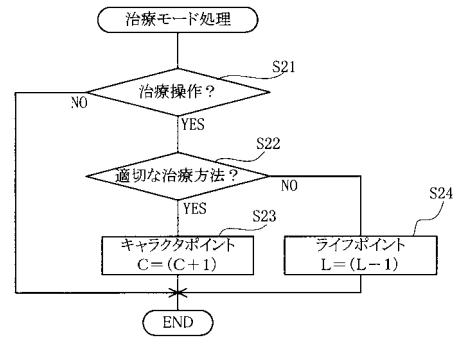 治療モード処理
S21
治療操作？
NO
YES
S22
適切な治療方法？
NO
YES
S23
S24
キャラクタポイント
C＝(C＋1)
ライフポイント
L＝(L－1)
END